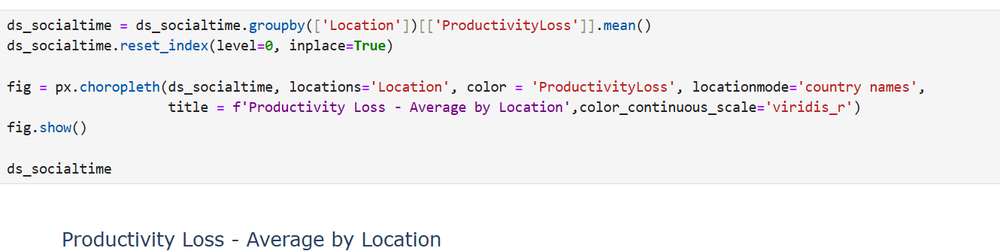 ds_socialtime = ds_socialtime.groupby(['Location'])[['ProductivityLoss']].mean()
ds_socialtime.reset_index(level=0, inplace=True)
fig = px.choropleth(ds_socialtime, locations='Location', color = 'ProductivityLoss', locationmode='country names',
title = f'Productivity Loss - Average by Location',color_continuous_scale='viridis_r')
fig.show()
ds_socialtime
Productivity Loss - Average by Location